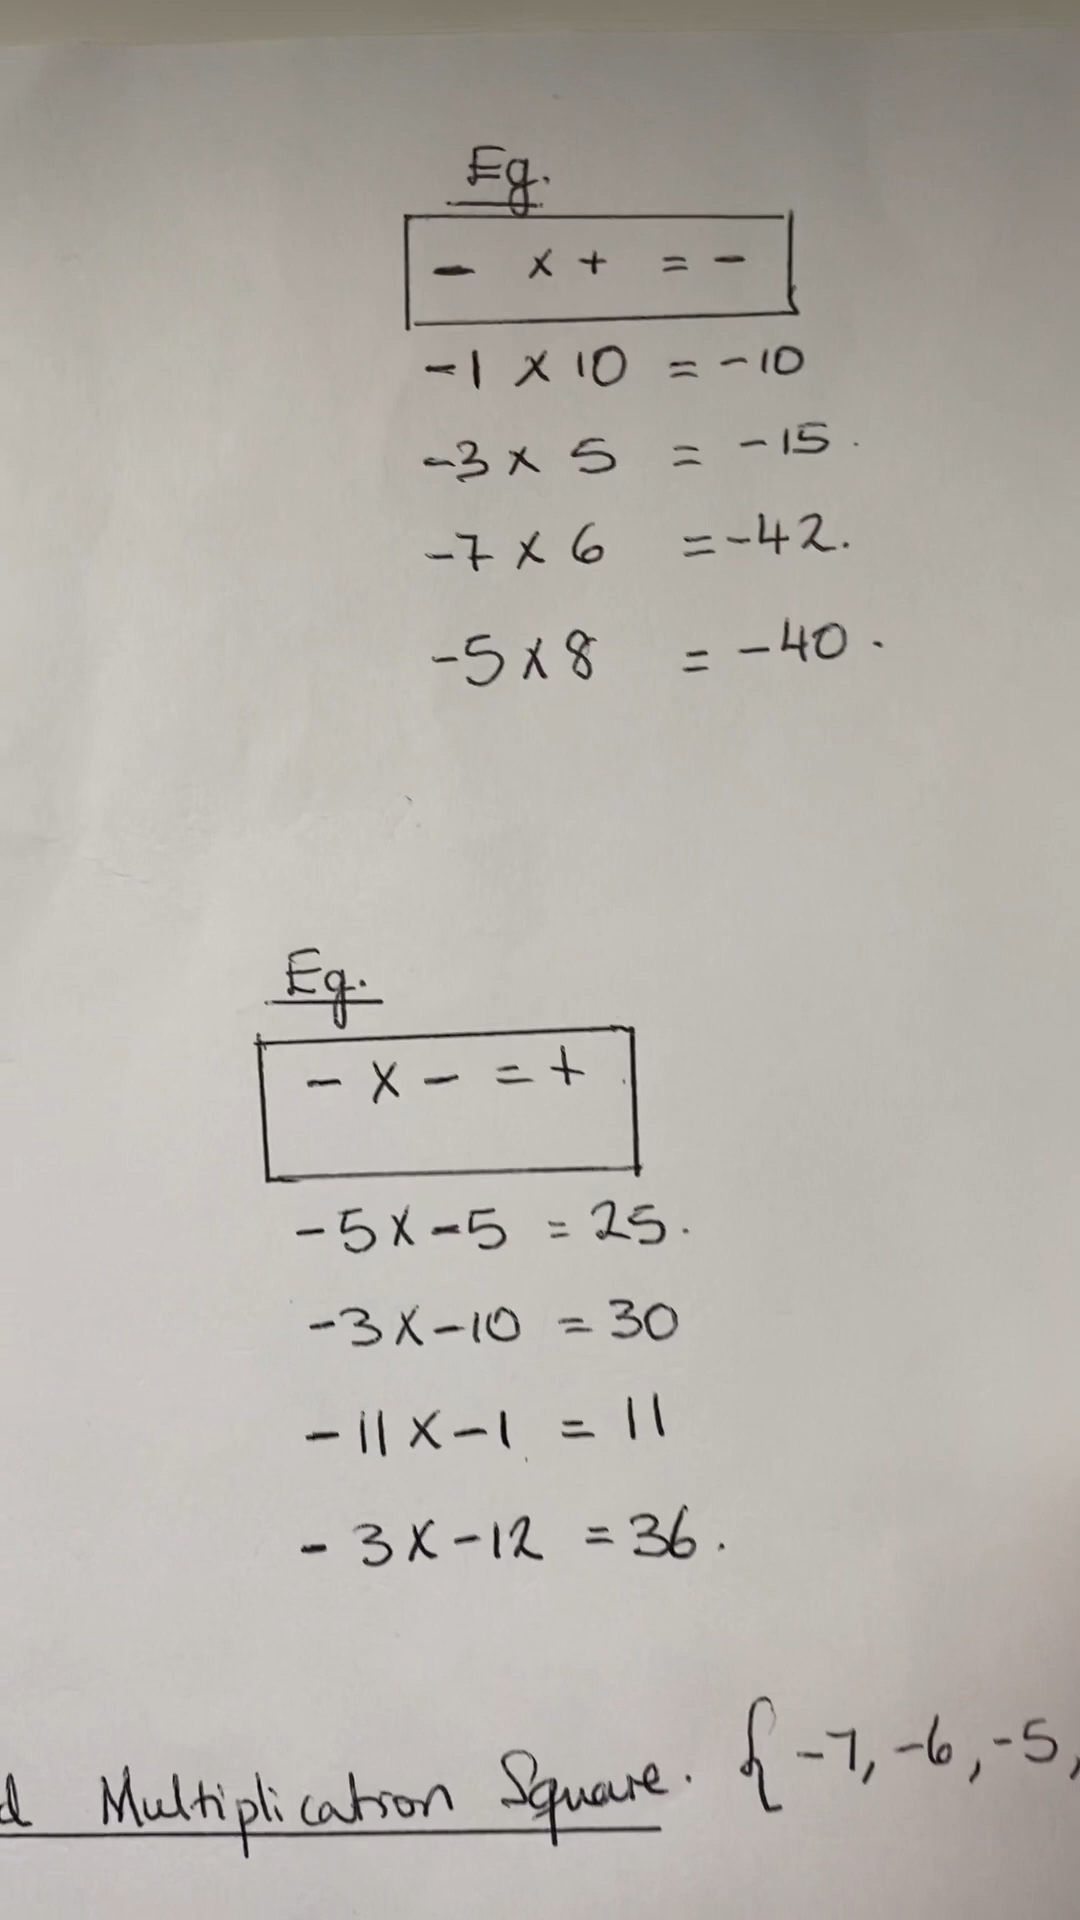 Eg.
- x + = -
-1 x 10 = -10
-3 x 5 = -15.
-7 x 6 = -42.
-5 x 8 = -40.
Eg.
- x - = +
-5 x -5 = 25.
-3 x -10 = 30
-11 x -1 = 11
-3 x -12 = 36.
d Multiplication Square. { -7, -6, -5,